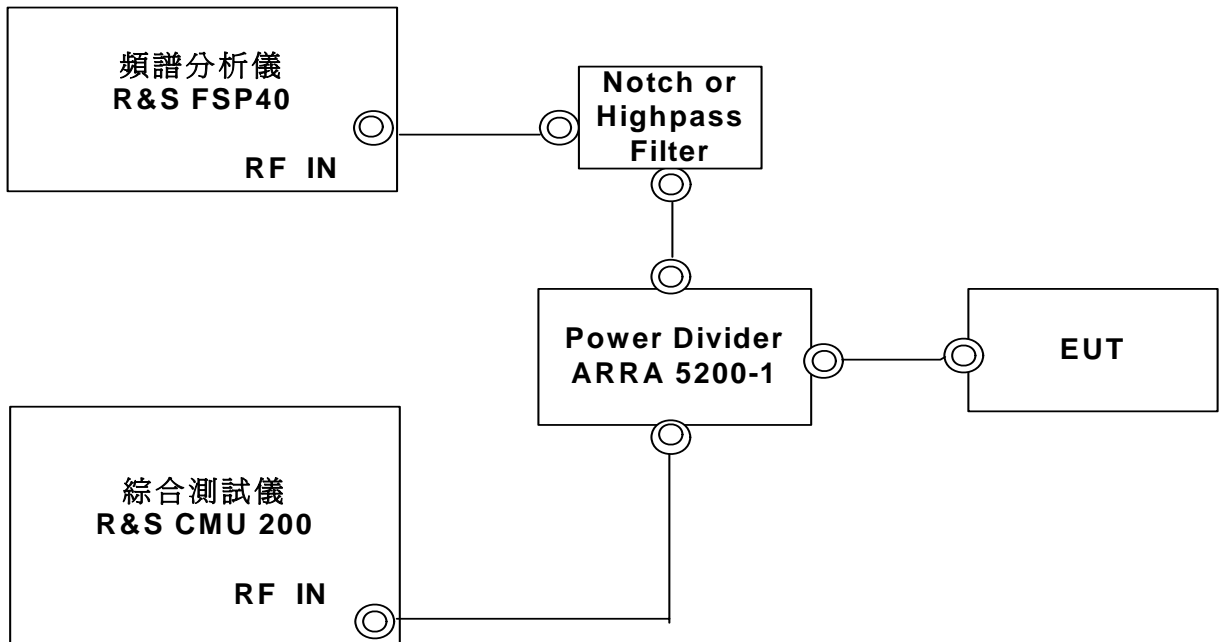 頻譜分析儀
R&S FSP40
RF IN
Notch or
Highpass
Filter
Power Divider
ARRA 5200-1
EUT
綜合測試儀
R&S CMU 200
RF IN